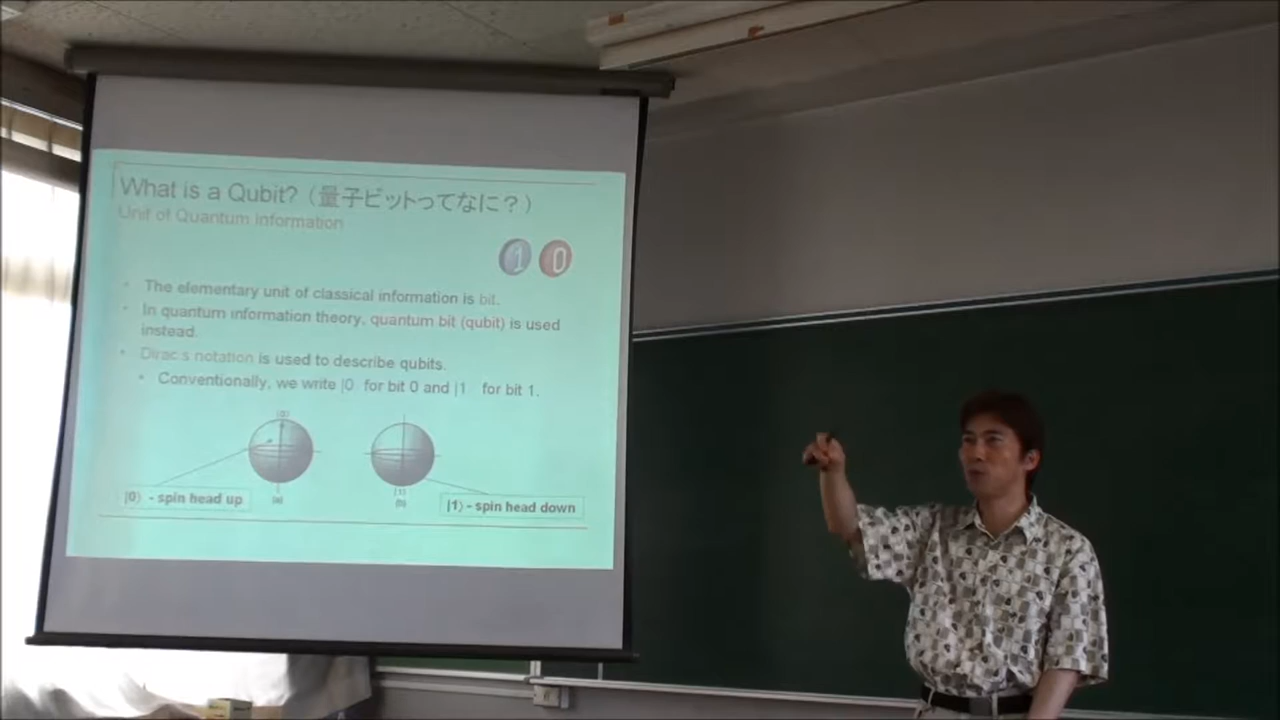 What is a Qubit? (量子ビットってなに？)
Unit of Quantum Information
1 0
The elementary unit of classical information is bit.
In quantum information theory, quantum bit (qubit) is used
instead.
Dirac's notation is used to describe qubits.
Conventionally, we write |0 for bit 0 and |1 for bit 1.
|0⟩
|1⟩
(a)
(b)
|0⟩ - spin head up
|1⟩ - spin head down